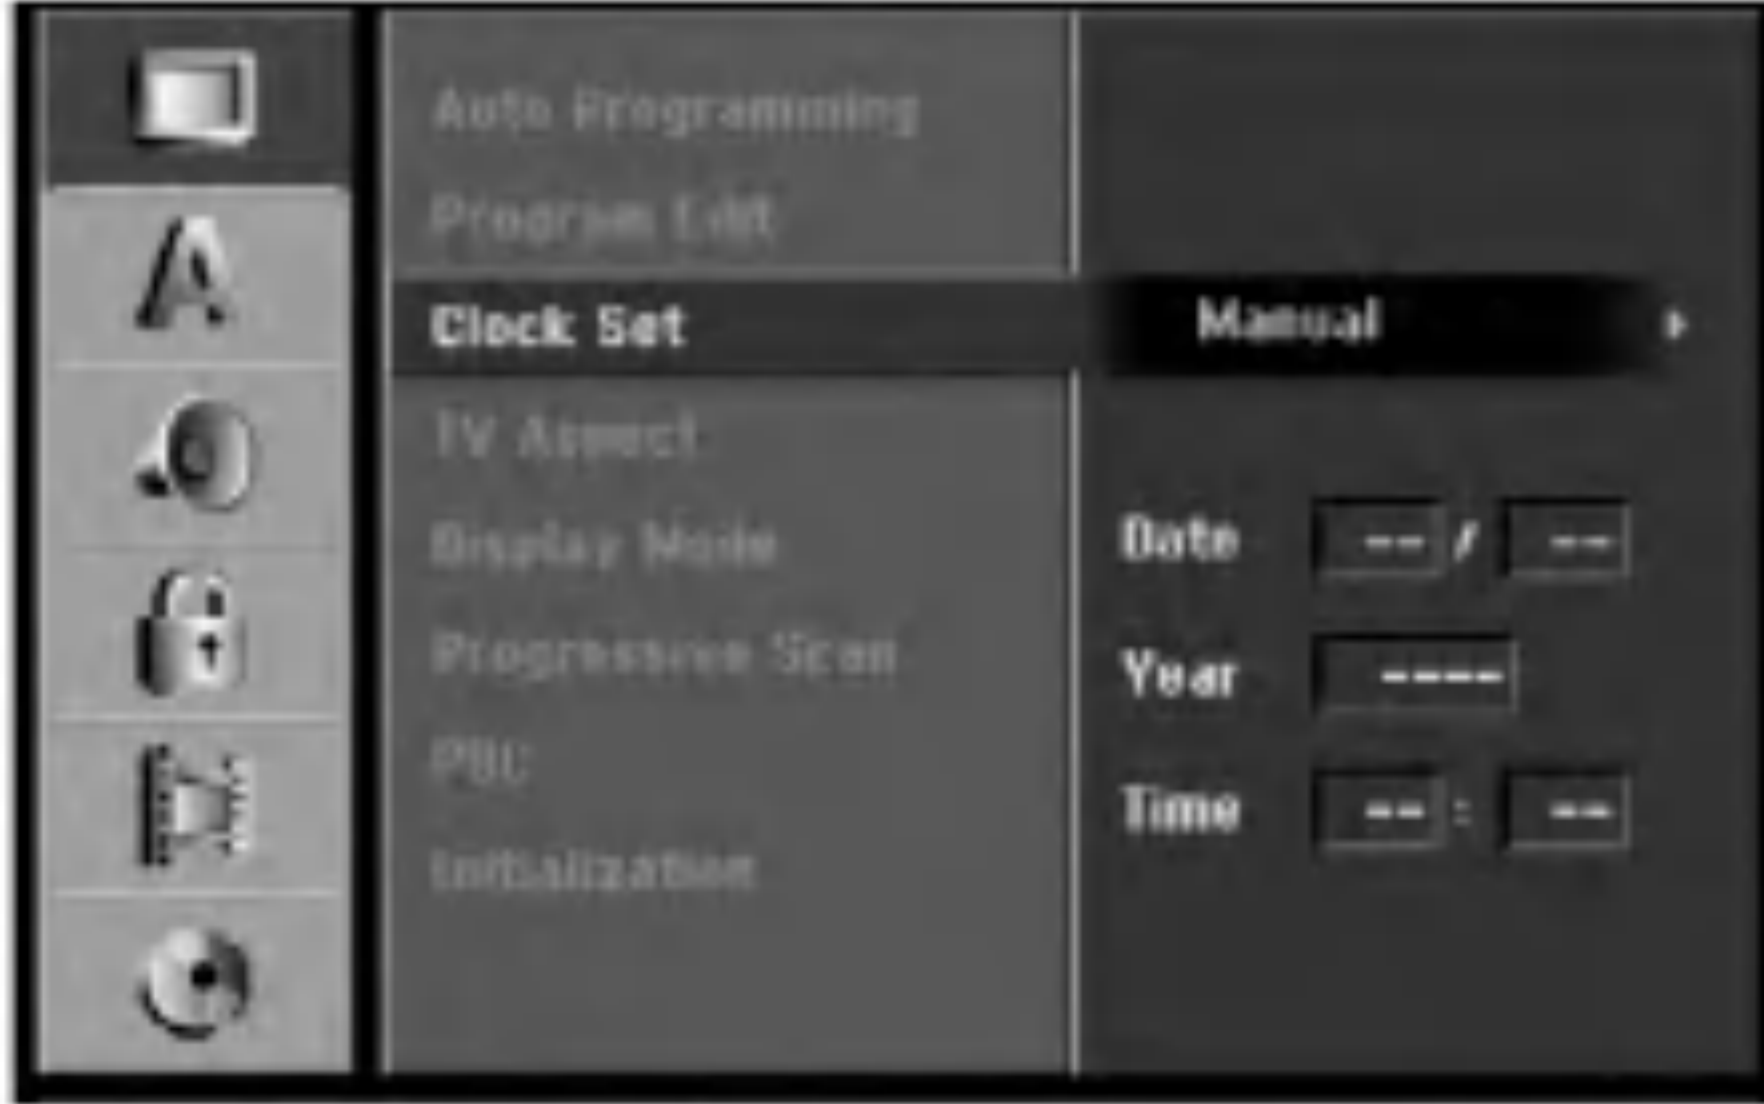 Auto Programming
Program Edit
Clock Set
Manual
TV Aspect
Display Mode
Progressive Scan
PBC
Initialization
Date -- / --
Year ----
Time -- : --